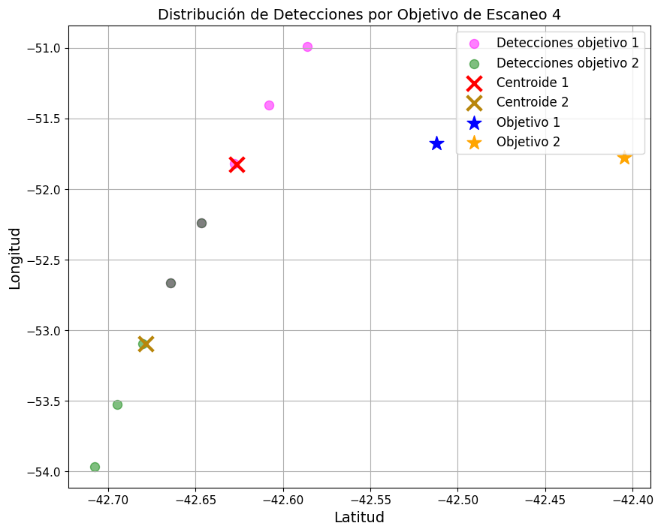 Distribución de Detecciones por Objetivo de Escaneo 4
Detecciones objetivo 1
Detecciones objetivo 2
Centroide 1
Centroide 2
Objetivo 1
Objetivo 2
Longitud
−51.0
−51.5
−52.0
−52.5
−53.0
−53.5
−54.0
−42.70
−42.65
−42.60
−42.55
−42.50
−42.45
−42.40
Latitud